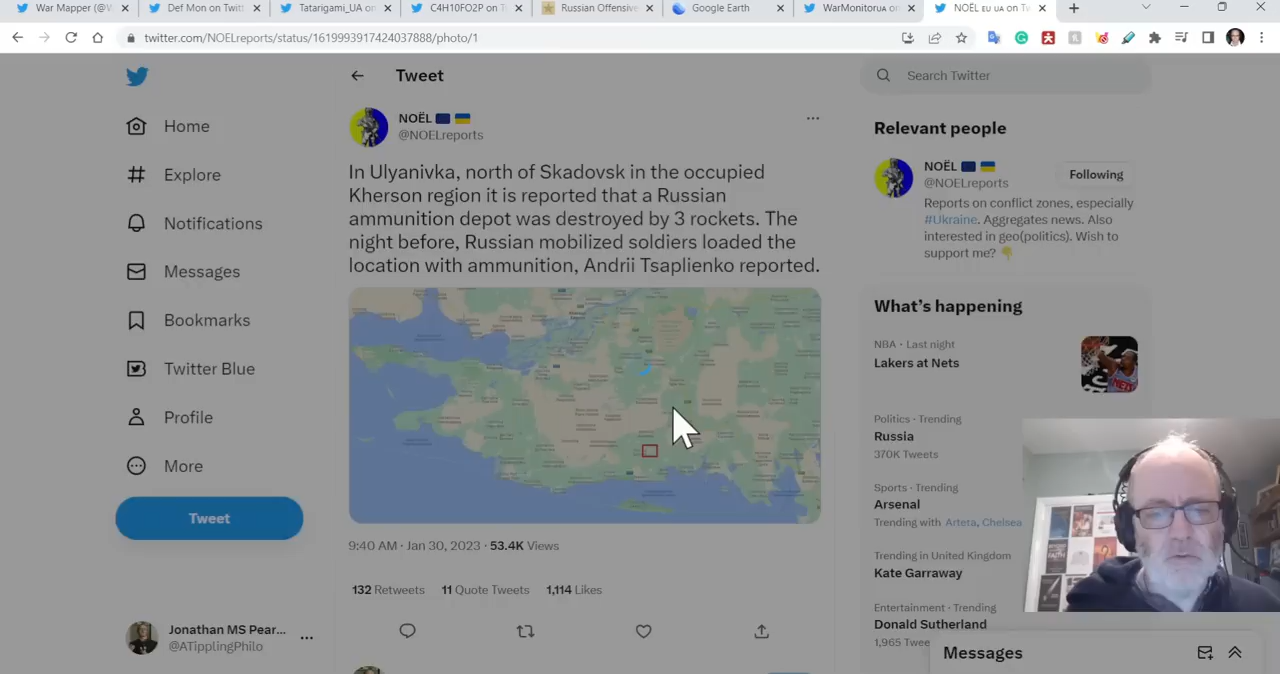 War Mapper (@W
Def Mon on Twitt
Tatarigami_UA on
C4H10FO2P on T
Russian Offensive
Google Earth
WarMonitorua on
NOËL EU UA on Tw
twitter.com/NOELreports/status/1619993917424037888/photo/1
Home
Explore
Notifications
Messages
Bookmarks
Twitter Blue
Profile
More
Tweet
Jonathan MS Pear...
@ATipplingPhilo
Tweet
NOËL
@NOELreports
In Ulyanivka, north of Skadovsk in the occupied
Kherson region it is reported that a Russian
ammunition depot was destroyed by 3 rockets. The
night before, Russian mobilized soldiers loaded the
location with ammunition, Andrii Tsaplienko reported.
9:40 AM · Jan 30, 2023 · 53.4K Views
132 Retweets 11 Quote Tweets 1,114 Likes
Search Twitter
Relevant people
NOËL
@NOELreports
Following
Reports on conflict zones, especially
#Ukraine. Aggregates news. Also
interested in geo(politics). Wish to
support me?
What's happening
NBA · Last night
Lakers at Nets
Politics · Trending
Russia
370K Tweets
Sports · Trending
Arsenal
Trending with Arteta, Chelsea
Trending in United Kingdom
Kate Garraway
Entertainment · Trending
Donald Sutherland
1,965 Twee
Messages